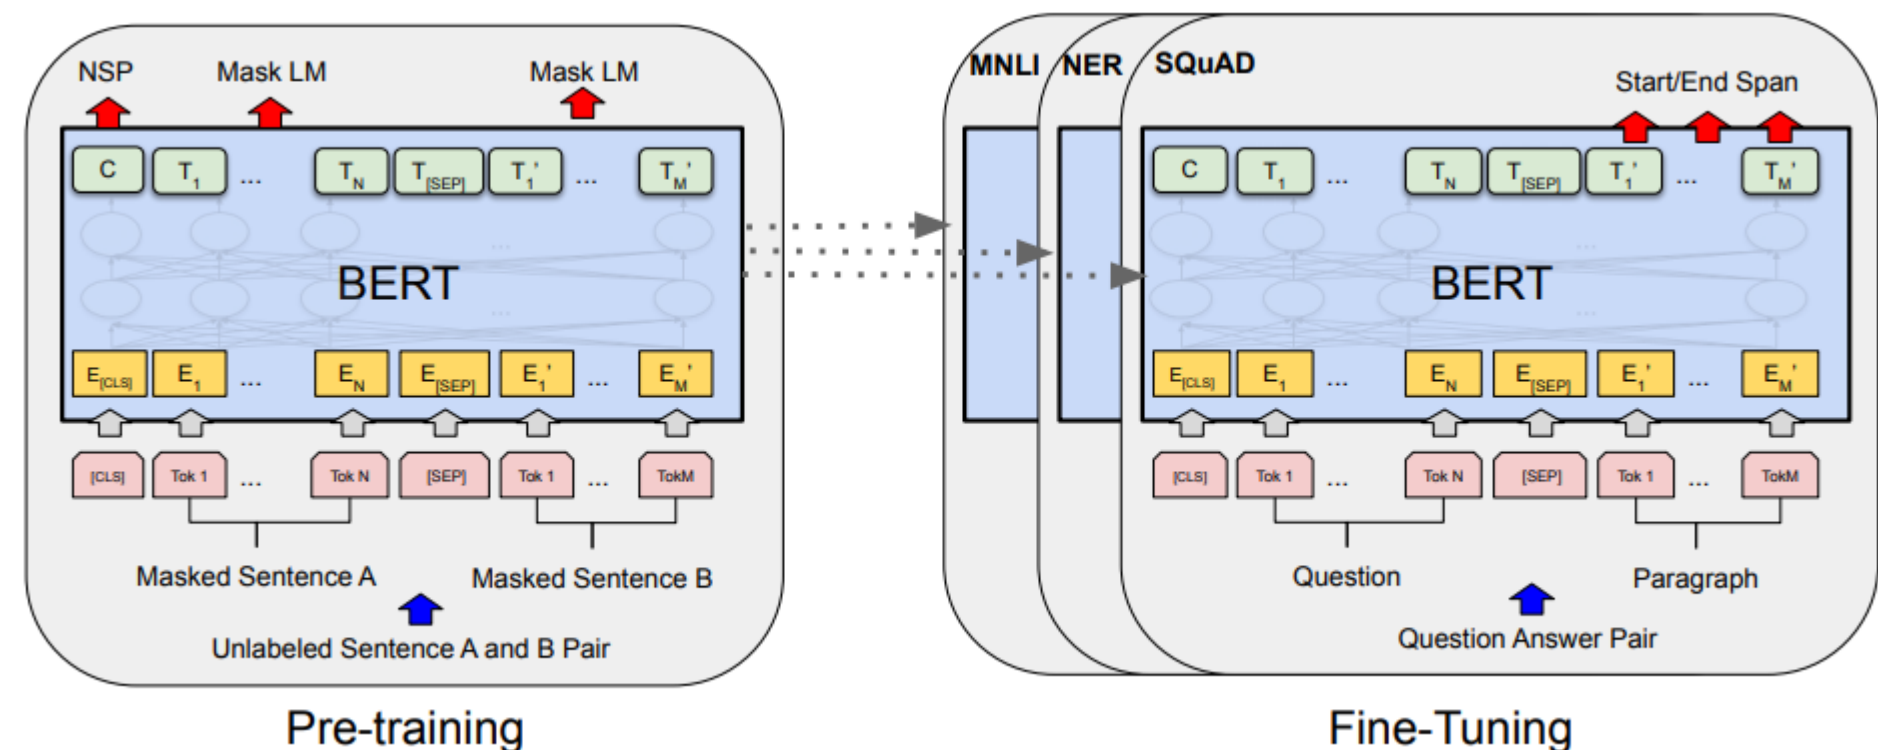 NSP Mask LM Mask LM
C T1 ... TN T[SEP] T1' ... TM'
...
BERT
...
E[CLS] E1 ... EN E[SEP] E1' ... EM'
[CLS] Tok 1 ... Tok N [SEP] Tok 1 ... TokM
Masked Sentence A Masked Sentence B
Unlabeled Sentence A and B Pair
Pre-training
MNLI NER SQuAD
Start/End Span
C T1 ... TN T[SEP] T1' ... TM'
...
BERT
...
E[CLS] E1 ... EN E[SEP] E1' ... EM'
[CLS] Tok 1 ... Tok N [SEP] Tok 1 ... TokM
Question Paragraph
Question Answer Pair
Fine-Tuning